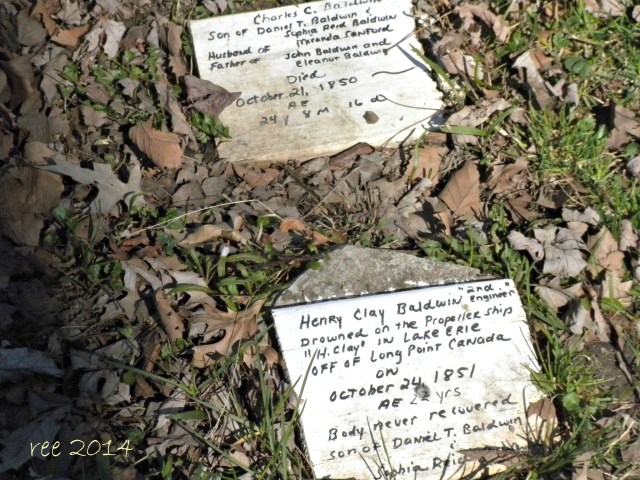 Charles C. Baldwin
Son of Daniel T. Baldwin &
Sophia Reid Baldwin
Husband of Miranda Sanford
Father of John Baldwin and
Eleanor Baldwin
Died
October 21, 1850
AE
24 y 8 M 16 D
Henry Clay Baldwin "2nd. Engineer"
Drowned on the Propeller ship
"H. Clay" in Lake Erie
off of Long Point Canada
on
October 24, 1851
AE 22 yrs
Body never recovered
son of Daniel T. Baldwin
Sophia Reid
ree 2014